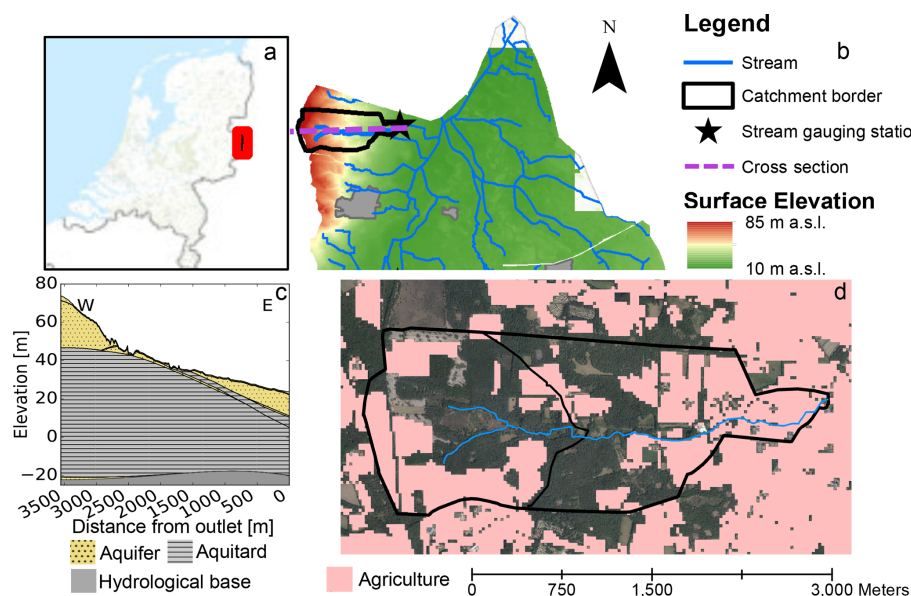 a
N
Legend
b
Stream
Catchment border
Stream gauging statio
Cross section
Surface Elevation
85 m a.s.l.
10 m a.s.l.
80
60
40
20
0
−20
Elevation [m]
W
E
c
3500
3000
2500
2000
1500
1000
500
0
Distance from outlet [m]
Aquifer
Aquitard
Hydrological base
d
Agriculture
0
750
1.500
3.000 Meters